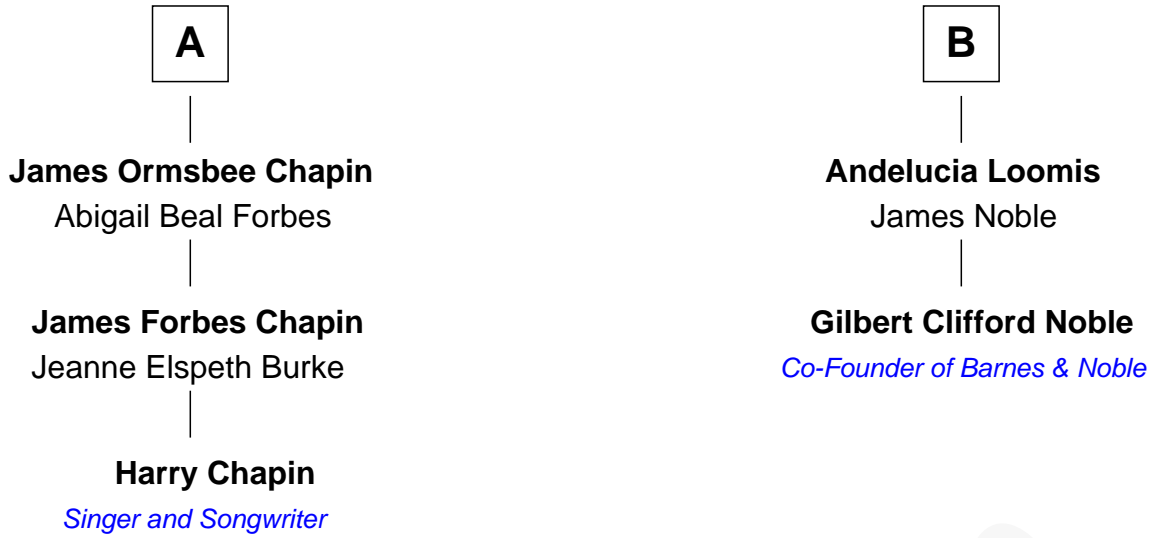 A
James Ormsbee Chapin
Abigail Beal Forbes
James Forbes Chapin
Jeanne Elspeth Burke
Harry Chapin
Singer and Songwriter
B
Andelucia Loomis
James Noble
Gilbert Clifford Noble
Co-Founder of Barnes & Noble